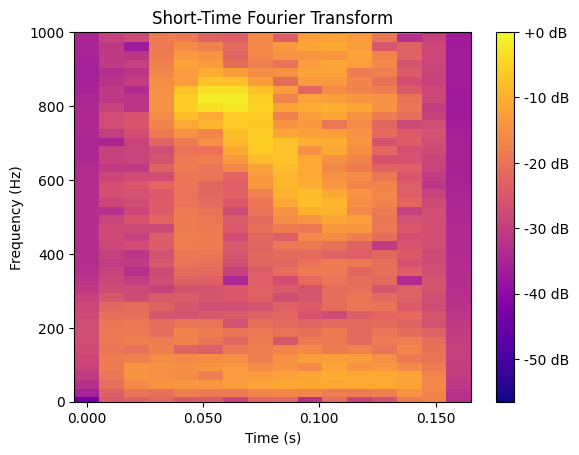 Short-Time Fourier Transform
1000
800
600
400
200
0
Frequency (Hz)
0.000
0.050
0.100
0.150
Time (s)
+0 dB
-10 dB
-20 dB
-30 dB
-40 dB
-50 dB